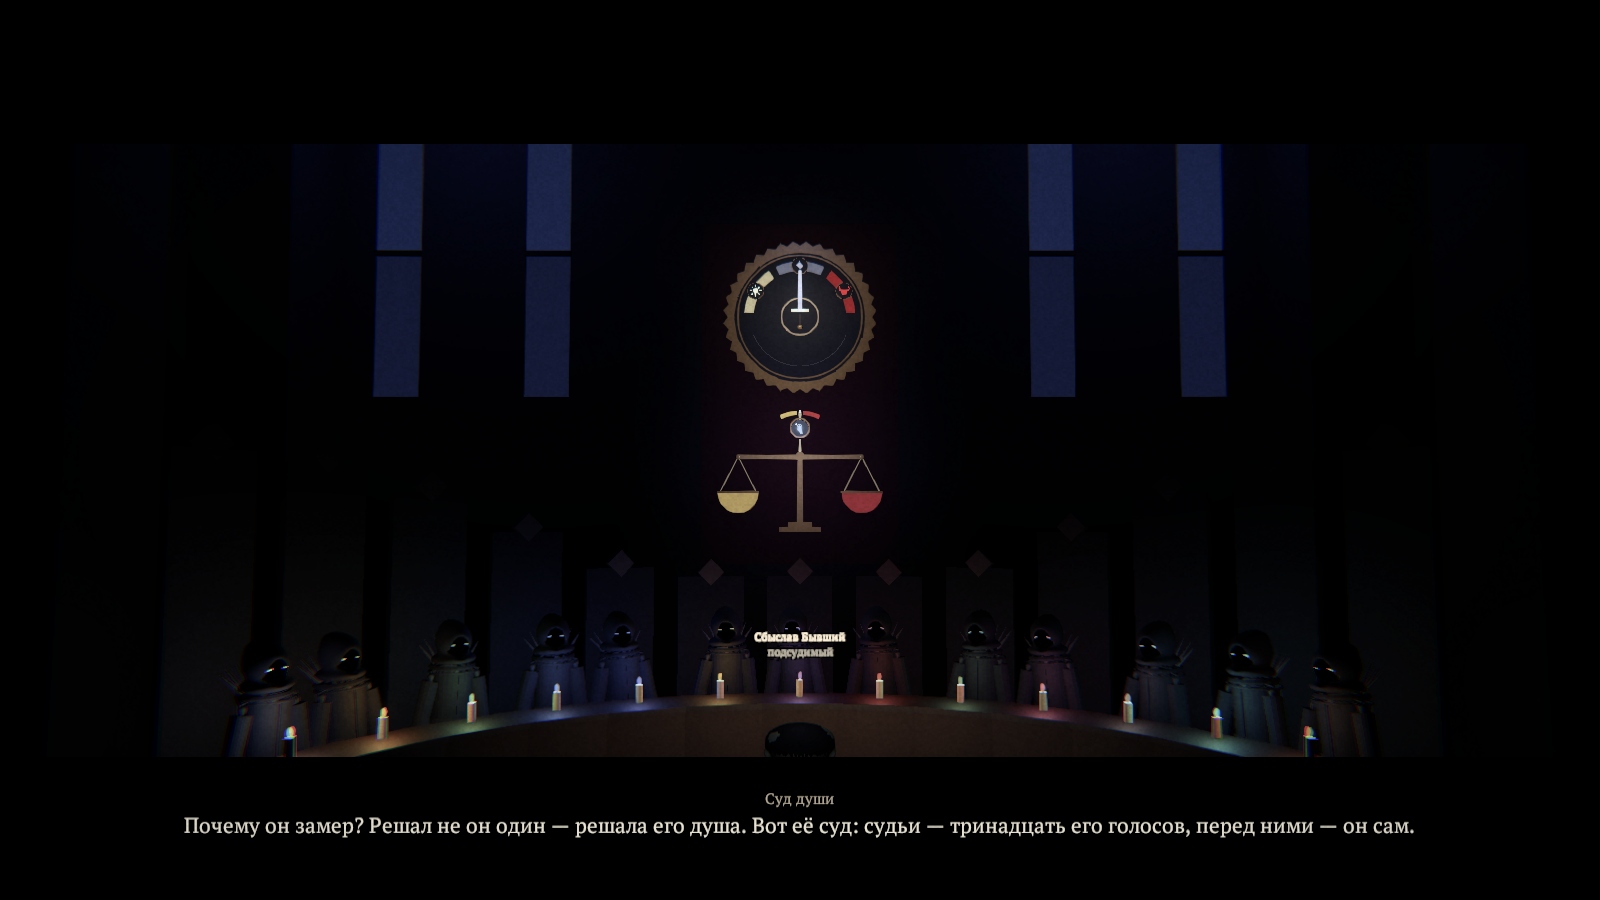 Сбыслав Бывший
подсудимый
Суд души
Почему он замер? Решал не он один — решала его душа. Вот её суд: судьи — тринадцать его голосов, перед ними — он сам.